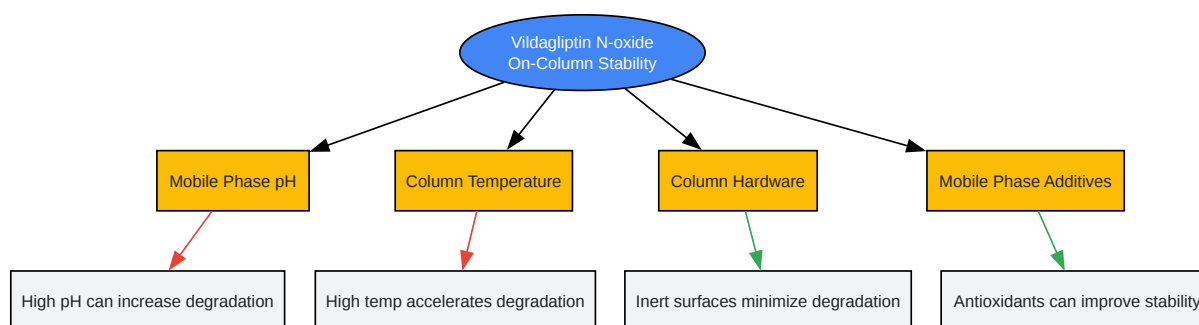 Vildagliptin N-oxide
On-Column Stability
Mobile Phase pH
Column Temperature
Column Hardware
Mobile Phase Additives
High pH can increase degradation
High temp accelerates degradation
Inert surfaces minimize degradation
Antioxidants can improve stability